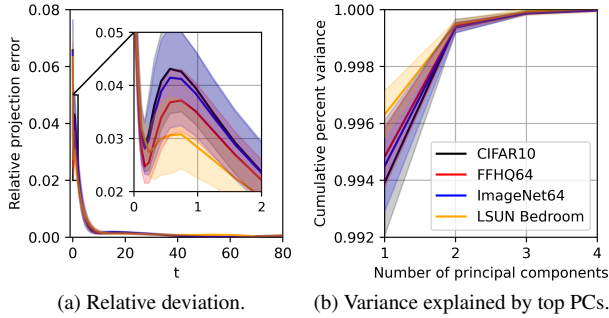 0.08
0.06
0.04
0.02
0.00
Relative projection error
0.05
0.04
0.03
0.02
0
1
2
0
20
40
60
80
t
(a) Relative deviation.
1.000
0.998
0.996
0.994
0.992
Cumulative percent variance
CIFAR10
FFHQ64
ImageNet64
LSUN Bedroom
1
2
3
4
Number of principal components
(b) Variance explained by top PCs.